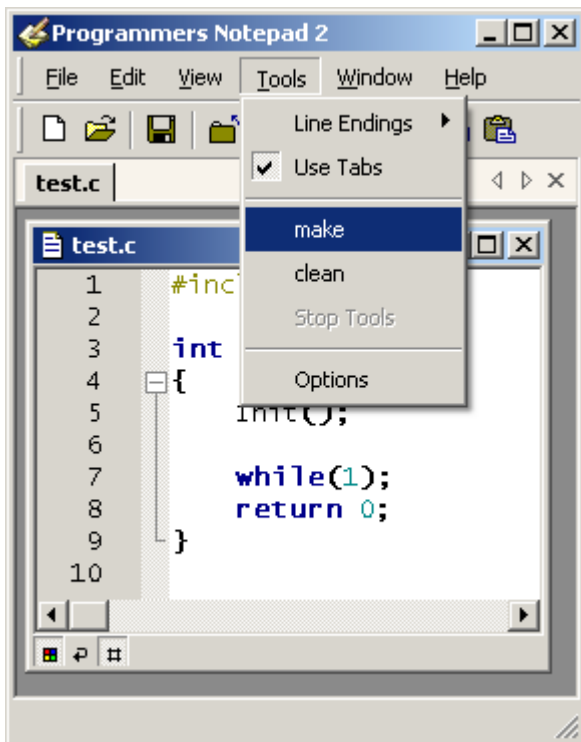 Programmers Notepad 2
File Edit View Tools Window Help
Line Endings
Use Tabs
test.c
make
test.c
clean
Stop Tools
Options
1 #inc
2
3 int
4 {
5 Init();
6
7 while(1);
8 return 0;
9 }
10